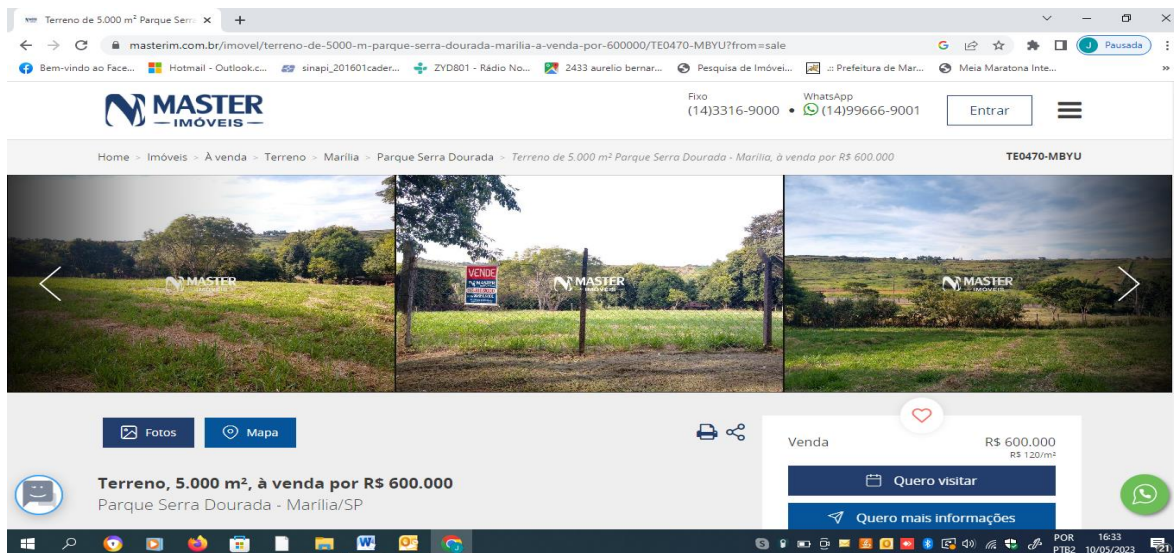 Terreno de 5.000 m² Parque Serr
masterim.com.br/imovel/terreno-de-5000-m-parque-serra-dourada-marilia-a-venda-por-600000/TE0470-MBYU?from=sale
J Pausada
Bem-vindo ao Face... Hotmail - Outlook.c... sinapi_201601cader... ZYD801 - Rádio No... 2433 aurelio bernar... Pesquisa de Imóvei... .:: Prefeitura de Mar... Meia Maratona Inte... »
MASTER
IMÓVEIS
Fixo
(14)3316-9000 •
WhatsApp
(14)99666-9001
Entrar
Home > Imóveis > À venda > Terreno > Marília > Parque Serra Dourada > Terreno de 5.000 m² Parque Serra Dourada - Marília, à venda por R$ 600.000
TE0470-MBYU
VENDE
MASTER
IMÓVEIS
MASTER
IMÓVEIS
MASTER
IMÓVEIS
Fotos
Mapa
Venda R$ 600.000
R$ 120/m²
Quero visitar
Terreno, 5.000 m², à venda por R$ 600.000
Parque Serra Dourada - Marília/SP
Quero mais informações
POR 16:33
PTB2 10/05/2023